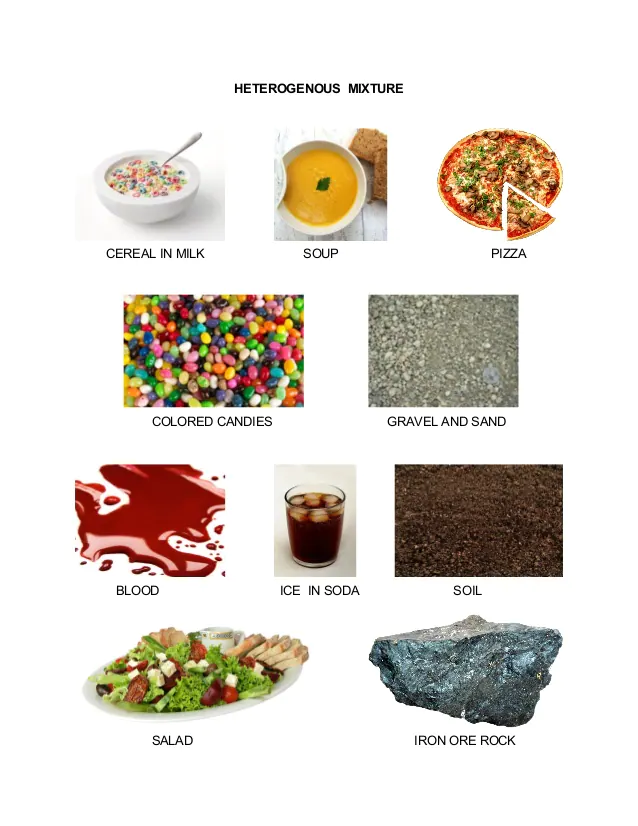 HETEROGENOUS MIXTURE
CEREAL IN MILK SOUP PIZZA
COLORED CANDIES GRAVEL AND SAND
BLOOD ICE IN SODA SOIL
SALAD IRON ORE ROCK